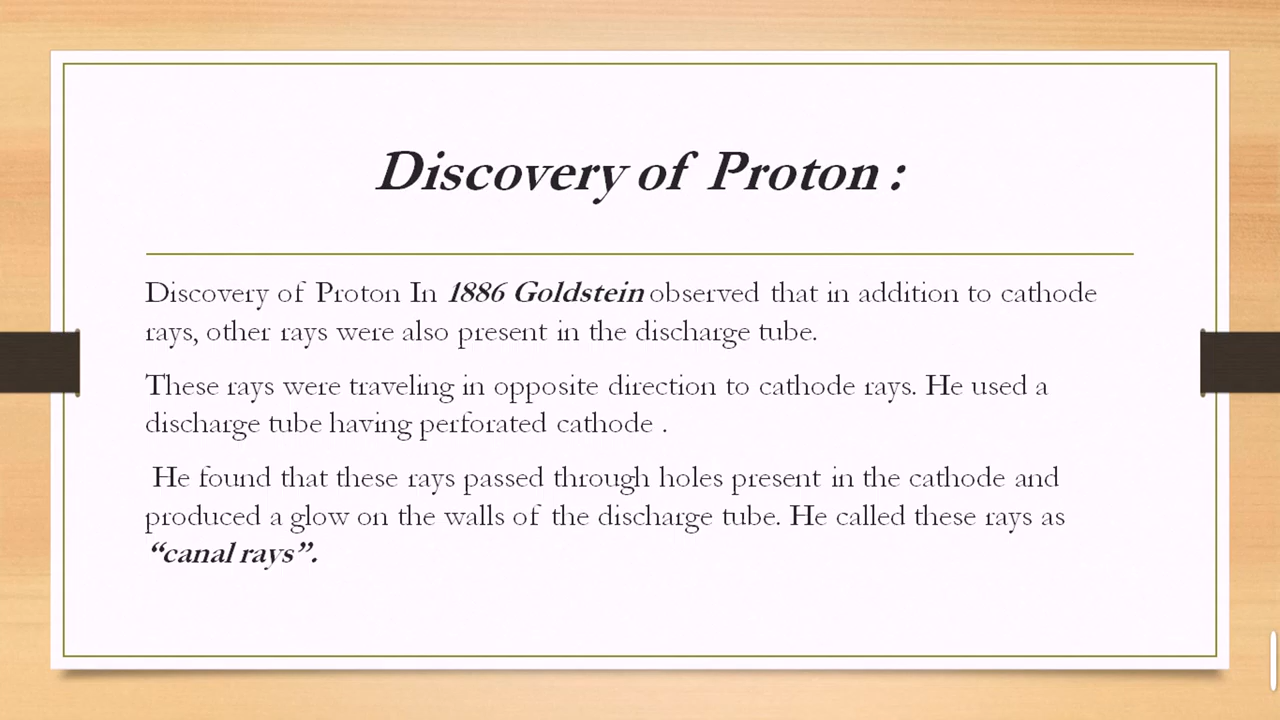 Discovery of Proton :
Discovery of Proton In 1886 Goldstein observed that in addition to cathode
rays, other rays were also present in the discharge tube.
These rays were traveling in opposite direction to cathode rays. He used a
discharge tube having perforated cathode .
He found that these rays passed through holes present in the cathode and
produced a glow on the walls of the discharge tube. He called these rays as
“canal rays”.